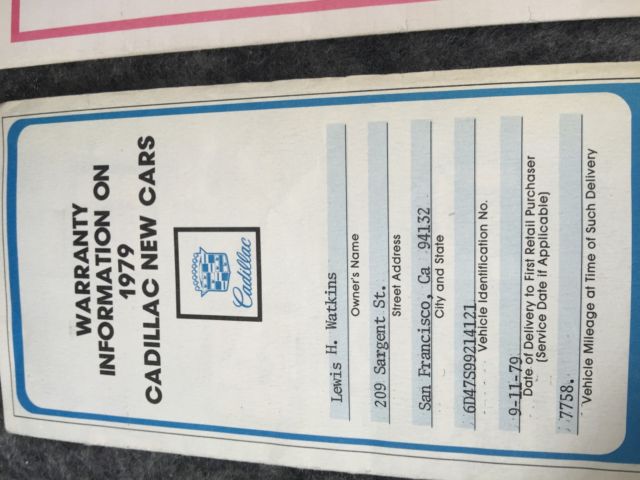 WARRANTY
INFORMATION ON
1979
CADILLAC NEW CARS
Cadillac
Lewis H. Watkins
Owner's Name
209 Sargent St.
Street Address
San Francisco, Ca 94132
City and State
6D47S99214121
Vehicle Identification No.
9-11-79
Date of Delivery to First Retail Purchaser
(Service Date if Applicable)
7758.
Vehicle Mileage at Time of Such Delivery